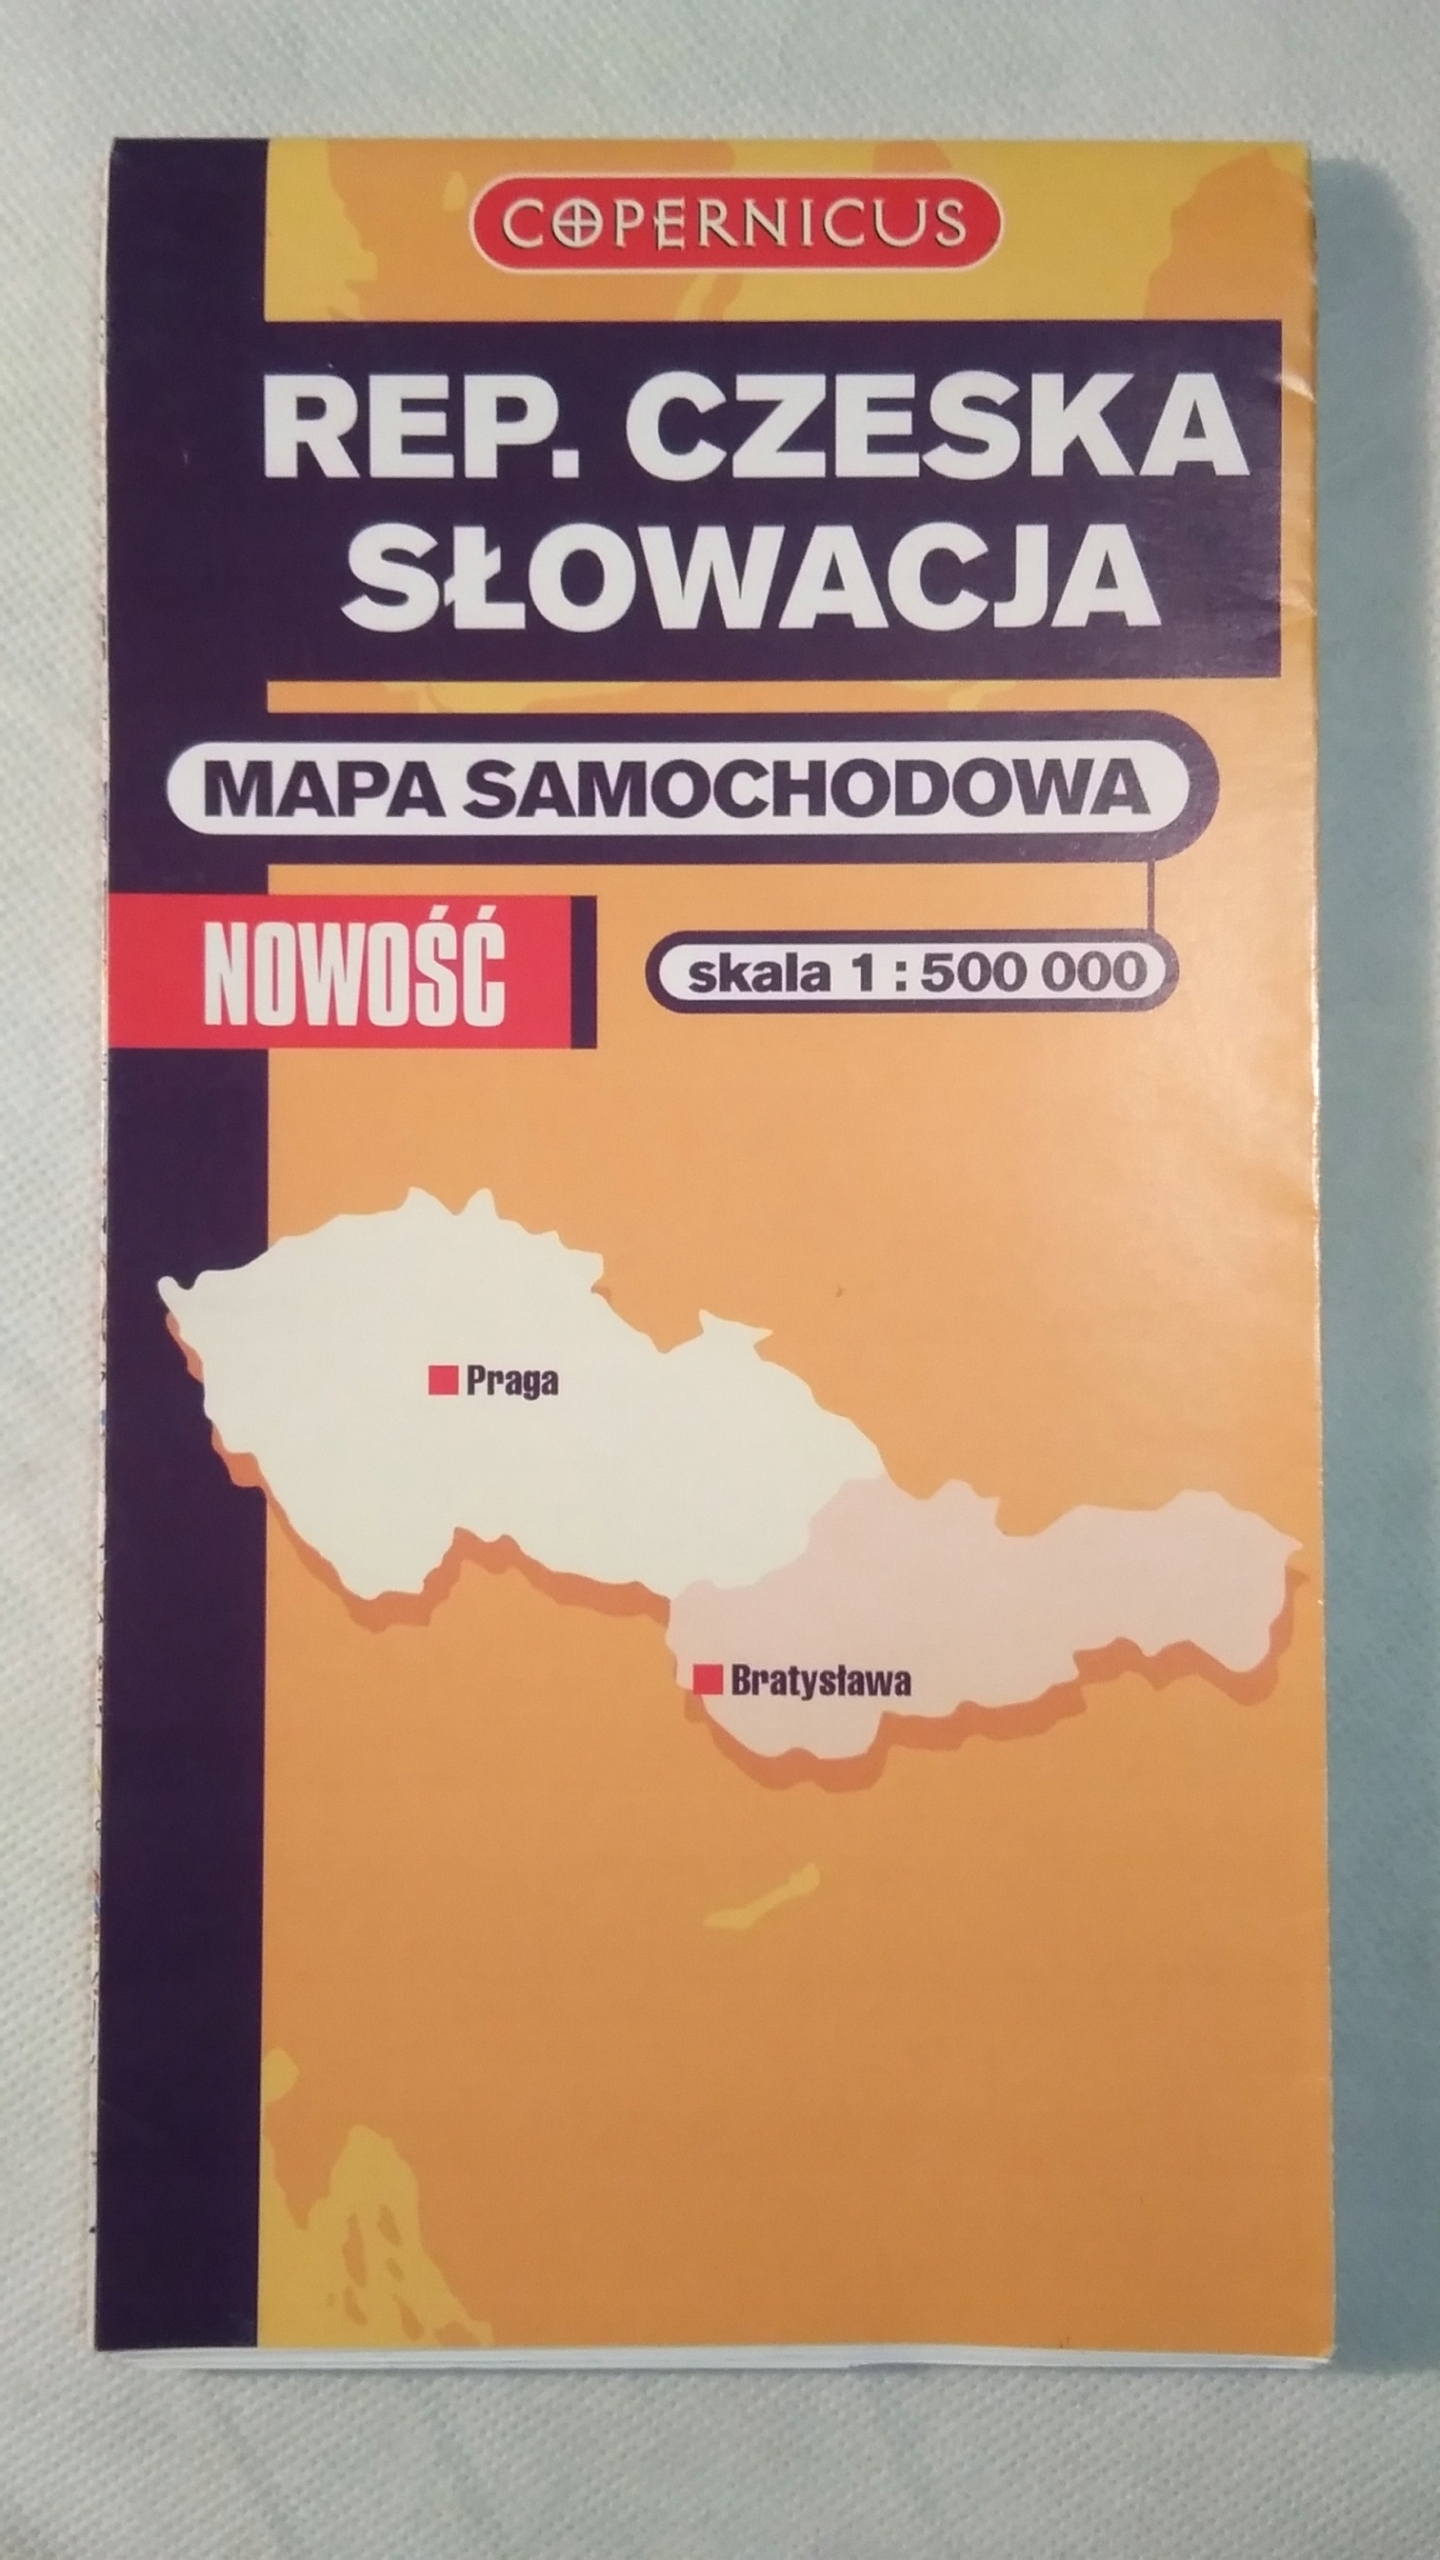 COPERNICUS
REP. CZESKA
SŁOWACJA
MAPA SAMOCHODOWA
NOWOŚĆ
skala 1 : 500 000
Praga
Bratysława